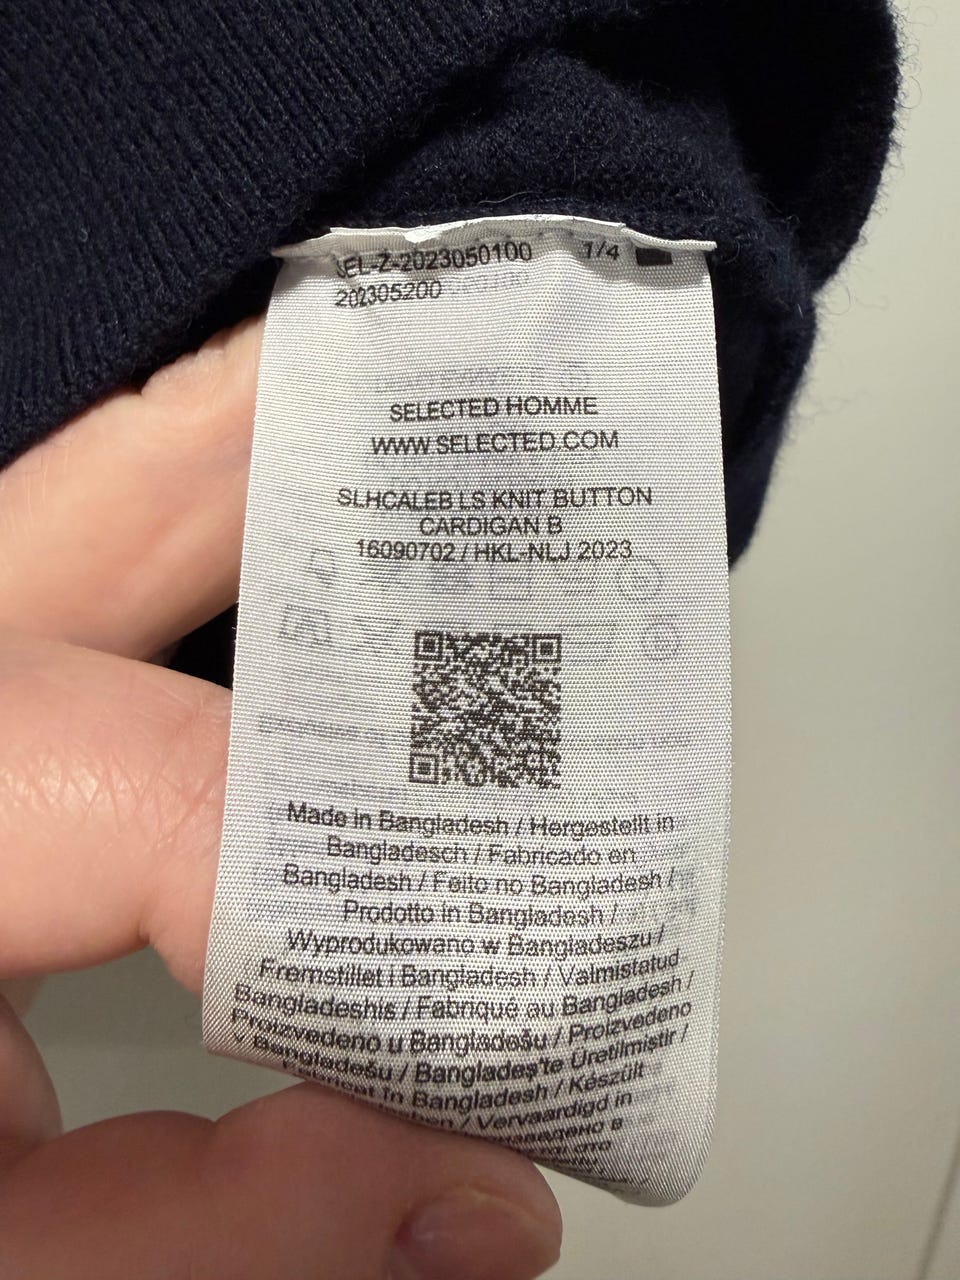 SEL-Z-2023050100 1/4
202305200
SELECTED HOMME
WWW.SELECTED.COM
SLHCALEB LS KNIT BUTTON
CARDIGAN B
16090702 / HKL-NLJ 2023
Made in Bangladesh / Hergestellt in
Bangladesch / Fabricado en
Bangladesh / Feito no Bangladesh /
Prodotto in Bangladesh /
Wyprodukowano w Bangladeszu /
Fremstillet i Bangladesh / Valmistatud
Bangladeshis / Fabriqué au Bangladesh /
Proizvedeno u Bangladešu / Proizvedeno
v Bangladešu / Bangladeş'te Üretilmiştir /
Fabricat în Bangladesh / Készült
/ Vervaardigd in